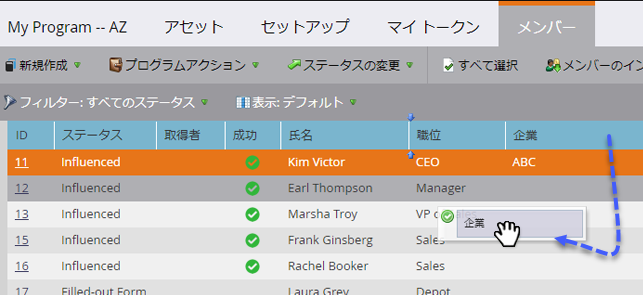 My Program -- AZ アセット セットアップ マイ トークン メンバー
新規作成 プログラムアクション ステータスの変更 すべて選択 メンバーのイン
フィルター: すべてのステータス 表示: デフォルト
ID ステータス 取得者 成功 氏名 職位 企業
11 Influenced Kim Victor CEO ABC
12 Influenced Earl Thompson Manager
13 Influenced Marsha Troy VP
企業
15 Influenced Frank Ginsberg Sales
16 Influenced Rachel Booker Sales
17 Filled-out Form Laura Grey Depot